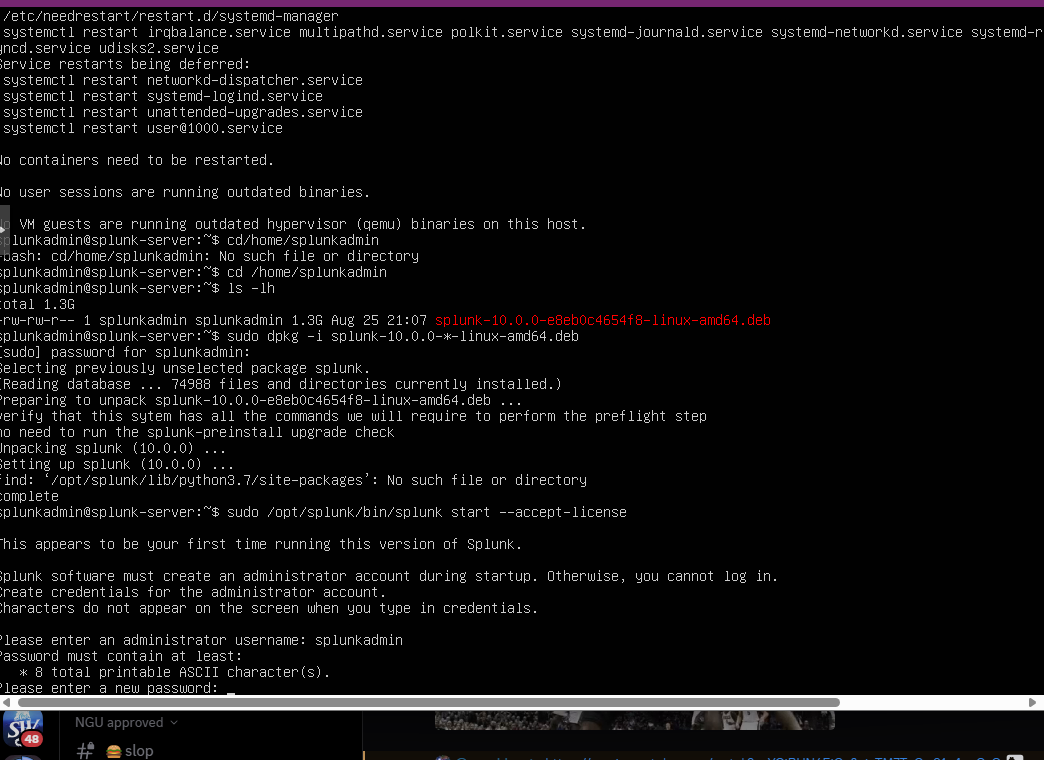 /etc/needrestart/restart.d/systemd-manager
systemctl restart irqbalance.service multipathd.service polkit.service systemd-journald.service systemd-networkd.service systemd-r
yncd.service udisks2.service
Service restarts being deferred:
systemctl restart networkd-dispatcher.service
systemctl restart systemd-logind.service
systemctl restart unattended-upgrades.service
systemctl restart user@1000.service
No containers need to be restarted.
No user sessions are running outdated binaries.
No VM guests are running outdated hypervisor (qemu) binaries on this host.
splunkadmin@splunk-server:~$ cd/home/splunkadmin
-bash: cd/home/splunkadmin: No such file or directory
splunkadmin@splunk-server:~$ cd /home/splunkadmin
splunkadmin@splunk-server:~$ ls -lh
total 1.3G
-rw-rw-r-- 1 splunkadmin splunkadmin 1.3G Aug 25 21:07 splunk-10.0.0-e8eb0c4654f8-linux-amd64.deb
splunkadmin@splunk-server:~$ sudo dpkg -i splunk-10.0.0-*-linux-amd64.deb
[sudo] password for splunkadmin:
Selecting previously unselected package splunk.
(Reading database ... 74988 files and directories currently installed.)
Preparing to unpack splunk-10.0.0-e8eb0c4654f8-linux-amd64.deb ...
verify that this sytem has all the commands we will require to perform the preflight step
no need to run the splunk-preinstall upgrade check
Unpacking splunk (10.0.0) ...
Setting up splunk (10.0.0) ...
find: ‘/opt/splunk/lib/python3.7/site-packages’: No such file or directory
complete
splunkadmin@splunk-server:~$ sudo /opt/splunk/bin/splunk start --accept-license
This appears to be your first time running this version of Splunk.
Splunk software must create an administrator account during startup. Otherwise, you cannot log in.
Create credentials for the administrator account.
Characters do not appear on the screen when you type in credentials.
Please enter an administrator username: splunkadmin
Password must contain at least:
* 8 total printable ASCII character(s).
Please enter a new password: _
48
NGU approved
slop